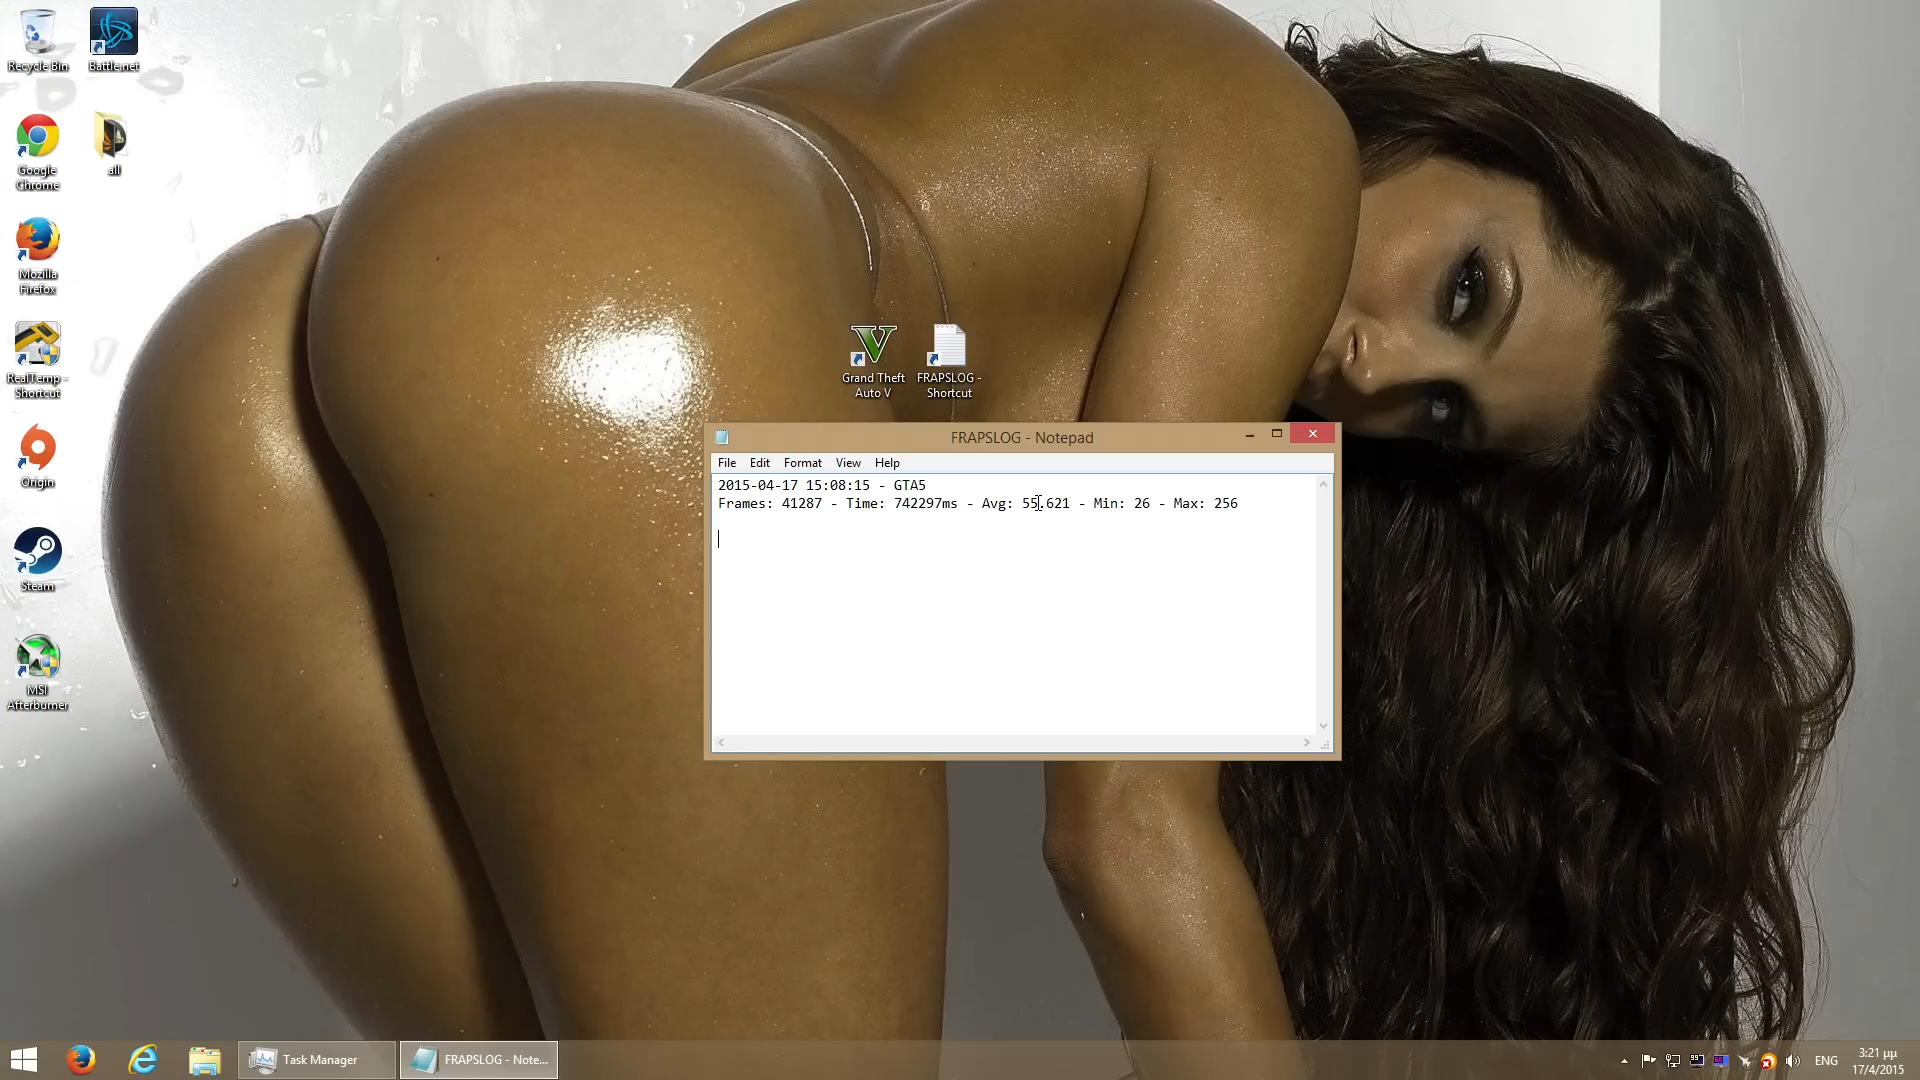 Recycle Bin
Battle.net
Google
Chrome
all
Mozilla
Firefox
RealTemp -
Shortcut
Origin
Steam
MSI
Afterburner
Grand Theft
Auto V
FRAPSLOG -
Shortcut
FRAPSLOG - Notepad
File Edit Format View Help
2015-04-17 15:08:15 - GTA5
Frames: 41287 - Time: 742297ms - Avg: 55.621 - Min: 26 - Max: 256
Task Manager
FRAPSLOG - Note...
ENG
3:21 μμ
17/4/2015